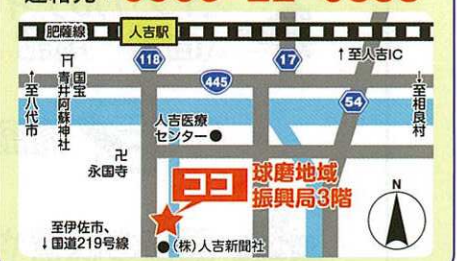 肥薩線
人吉駅
118
17
↑至人吉IC
445
54
↑至八代市
国宝
青井阿蘇神社
↓至相良村
人吉医療
センター●
卍
永国寺
ココ
球磨地域
振興局3階
N
至伊佐市、
↓国道219号線
●(株)人吉新聞社